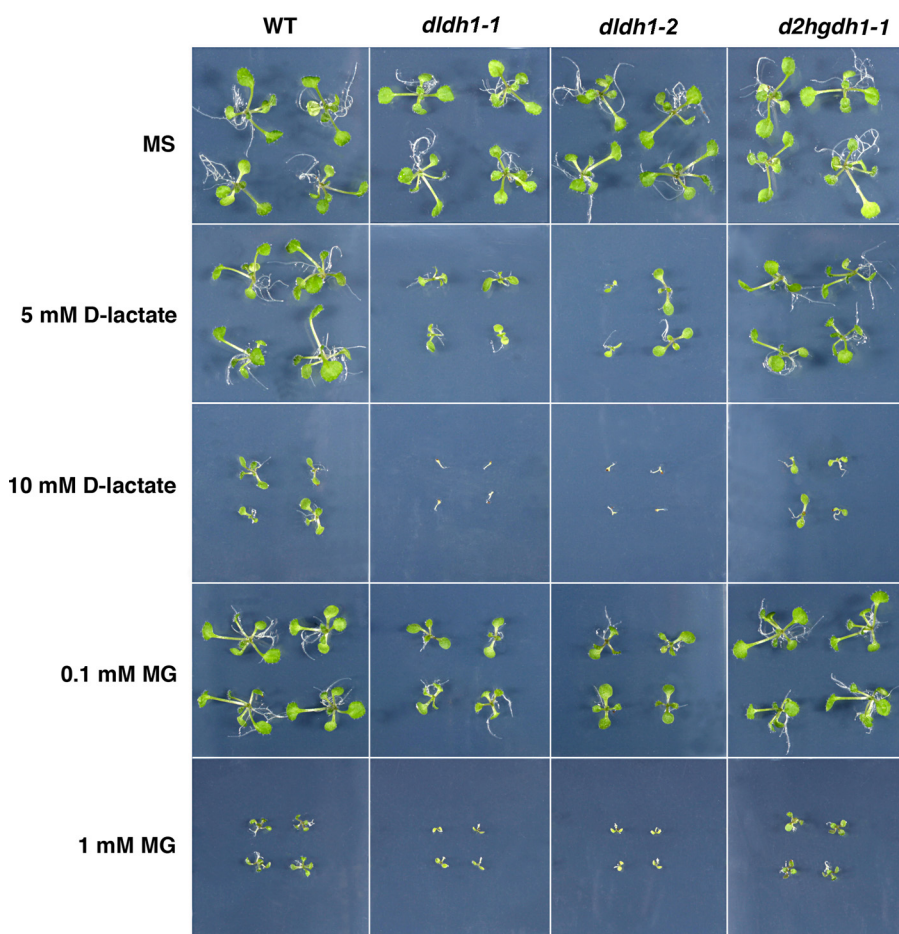 WT dldh1-1 dldh1-2 d2hgdh1-1
MS
5 mM D-lactate
10 mM D-lactate
0.1 mM MG
1 mM MG